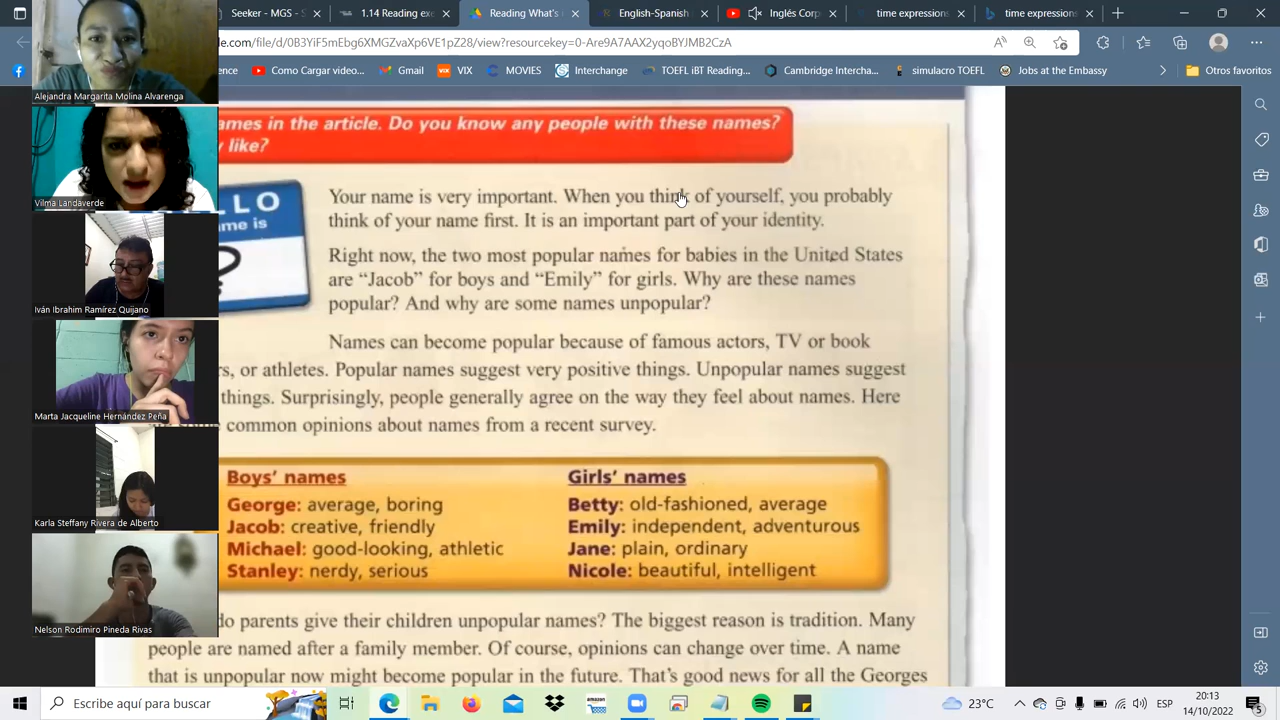 Seeker - MGS - S
1.14 Reading exe
Reading What's i
English-Spanish
Inglés Corp
time expressions
time expressions
de.com/file/d/0B3YiF5mEbg6XMGZvaXp6VE1pZ28/view?resourcekey=0-Are9A7AAX2yqoBYJMB2CzA
ence
Como Cargar video...
Gmail
VIX
MOVIES
Interchange
TOEFL iBT Reading...
Cambridge Intercha...
simulacro TOEFL
Jobs at the Embassy
Otros favoritos
Alejandra Margarita Molina Alvarenga
Vilma Landaverde
Iván Ibrahim Ramírez Quijano
Marta Jacqueline Hernández Peña
Karla Steffany Rivera de Alberto
Nelson Rodimiro Pineda Rivas
ames in the article. Do you know any people with these names?
y like?
LLO
ame is
?
Your name is very important. When you think of yourself, you probably
think of your name first. It is an important part of your identity.
Right now, the two most popular names for babies in the United States
are “Jacob” for boys and “Emily” for girls. Why are these names
popular? And why are some names unpopular?
Names can become popular because of famous actors, TV or book
rs, or athletes. Popular names suggest very positive things. Unpopular names suggest
things. Surprisingly, people generally agree on the way they feel about names. Here
common opinions about names from a recent survey.
Boys’ names
George: average, boring
Jacob: creative, friendly
Michael: good-looking, athletic
Stanley: nerdy, serious
Girls’ names
Betty: old-fashioned, average
Emily: independent, adventurous
Jane: plain, ordinary
Nicole: beautiful, intelligent
do parents give their children unpopular names? The biggest reason is tradition. Many
people are named after a family member. Of course, opinions can change over time. A name
that is unpopular now might become popular in the future. That’s good news for all the Georges
Escribe aquí para buscar
23°C
ESP
20:13
14/10/2022
5